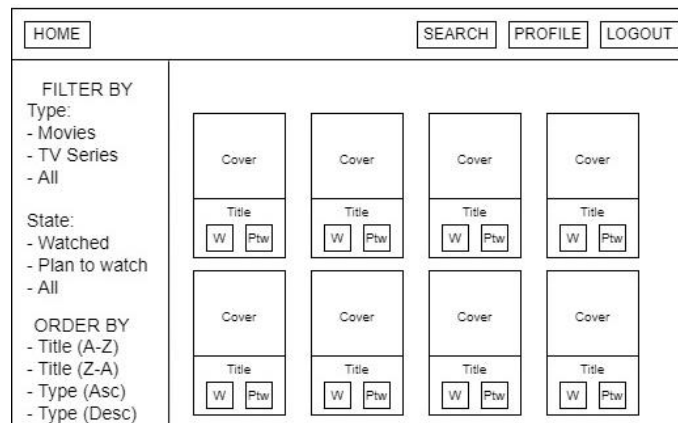 HOME SEARCH PROFILE LOGOUT
FILTER BY
Type:
- Movies
- TV Series
- All
State:
- Watched
- Plan to watch
- All
ORDER BY
- Title (A-Z)
- Title (Z-A)
- Type (Asc)
- Type (Desc)
Cover Cover Cover Cover
Title Title Title Title
W Ptw W Ptw W Ptw W Ptw
Cover Cover Cover Cover
Title Title Title Title
W Ptw W Ptw W Ptw W Ptw